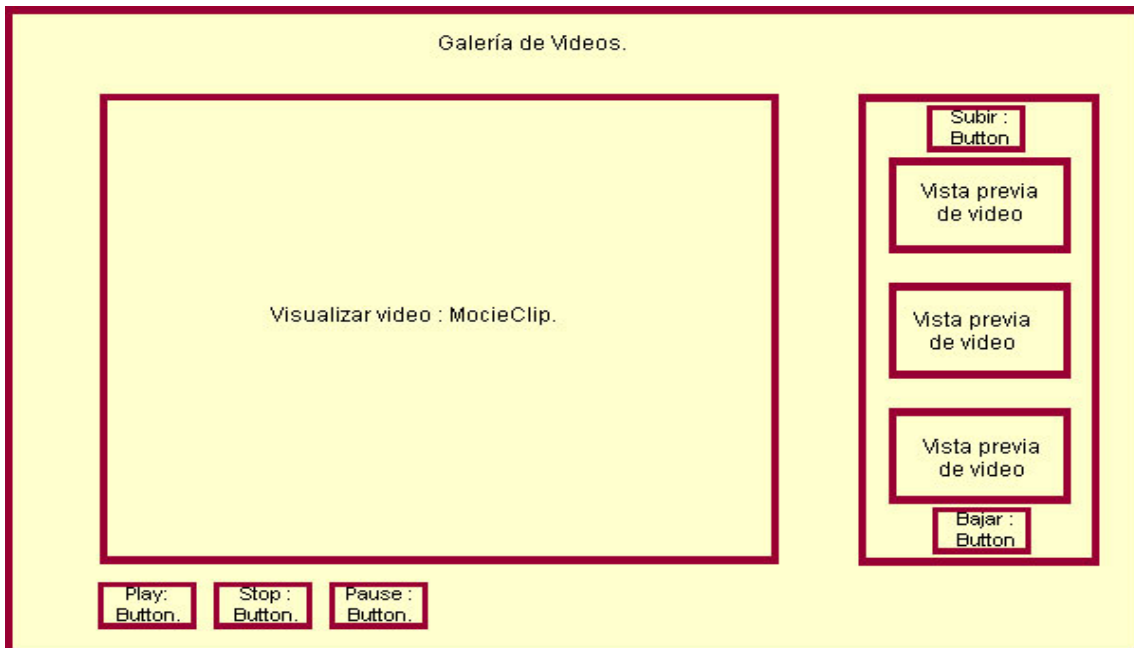 Galería de Videos.
Visualizar video : MocieClip.
Play:
Button.
Stop :
Button.
Pause :
Button.
Subir :
Button
Vista previa
de video
Vista previa
de video
Vista previa
de video
Bajar :
Button